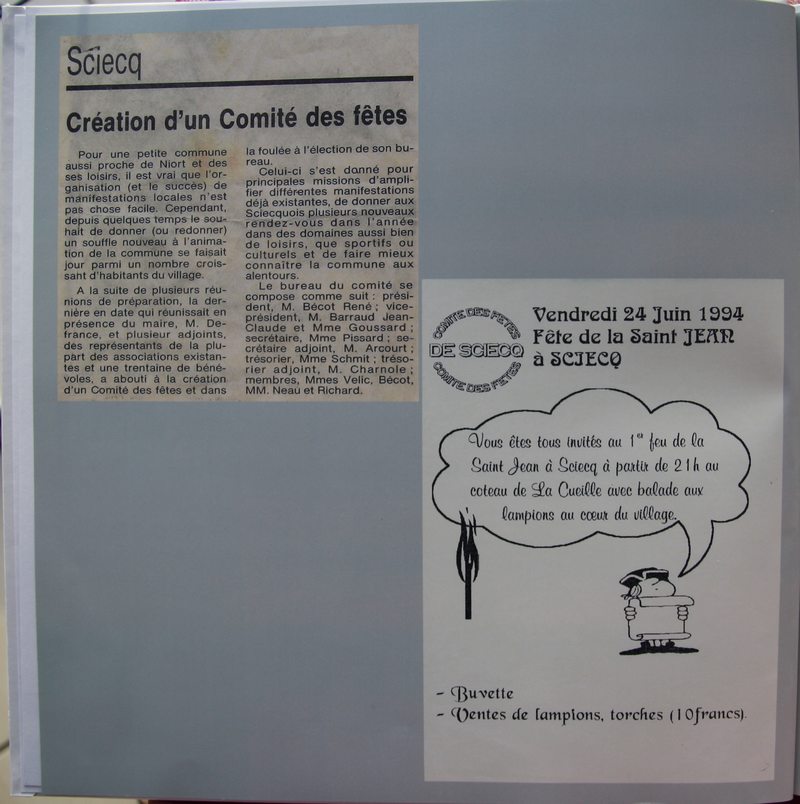 Sciecq
Création d'un Comité des fêtes
Pour une petite commune
aussi proche de Niort et des
ses loisirs, il est vrai que l'or-
ganisation (et le succès) de
manifestations locales n'est
pas chose facile. Cependant,
depuis quelques temps le sou-
hait de donner (ou redonner)
un souffle nouveau à l'anima-
tion de la commune se faisait
jour parmi un nombre crois-
sant d'habitants du village.
A la suite de plusieurs réu-
nions de préparation, la der-
nière en date qui réunissait en
présence du maire, M. De-
france, et plusieur adjoints,
des représentants de la plu-
part des associations existan-
tes et une trentaine de béné-
voles, a abouti à la création
d'un Comité des fêtes et dans
la foulée à l'élection de son bu-
reau.
Celui-ci s'est donné pour
principales missions d'ampli-
fier différentes manifestations
déjà existantes, de donner aux
Sciecquois plusieurs nouveaux
rendez-vous dans l'année
dans des domaines aussi bien
de loisirs, que sportifs ou
culturels et de faire mieux
connaître la commune aux
alentours.
Le bureau du comité se
compose comme suit : prési-
dent, M. Bécot René ; vice-
président, M. Barraud Jean-
Claude et Mme Goussard ;
secrétaire, Mme Pissard ; se-
crétaire adjoint, M. Arcourt ;
trésorier, Mme Schmit ; tréso-
rier adjoint, M. Charnole ;
membres, Mmes Velic, Bécot,
MM. Neau et Richard.
COMITE DES FETES
DE SCIECQ
COMITE DES FETES
Vendredi 24 Juin 1994
Fête de la Saint JEAN
à SCIECQ
Vous êtes tous invités au 1er feu de la
Saint Jean à Sciecq à partir de 21h au
coteau de La Cueille avec balade aux
lampions au cœur du village.
- Buvette
- Ventes de lampions, torches (10francs).